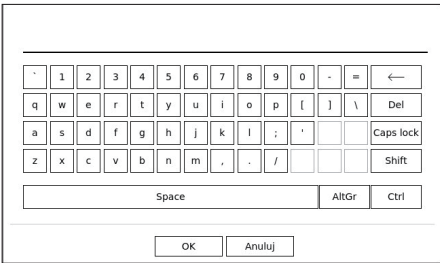 ` 1 2 3 4 5 6 7 8 9 0 - = ←
q w e r t y u i o p [ ] \ Del
a s d f g h j k l ; ' Caps lock
z x c v b n m , . / Shift
Space AltGr Ctrl
OK Anuluj